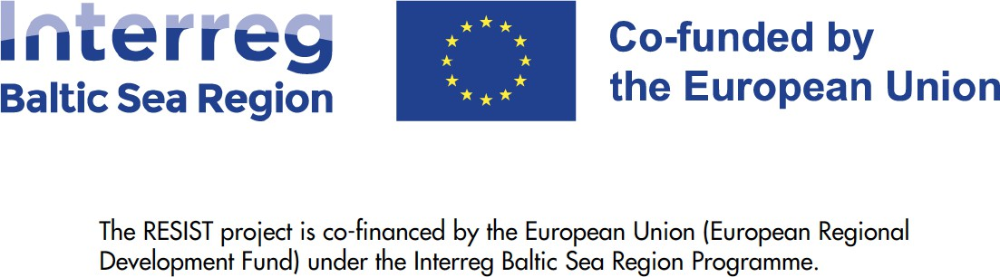 Interreg
Baltic Sea Region
Co-funded by
the European Union
The RESIST project is co-financed by the European Union (European Regional
Development Fund) under the Interreg Baltic Sea Region Programme.